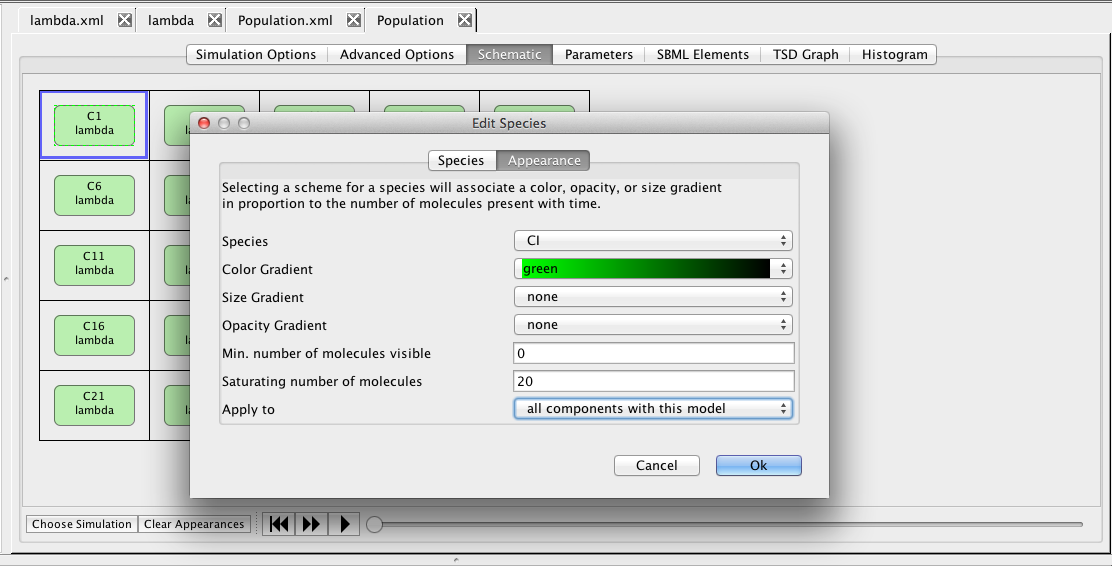 lambda.xml lambda Population.xml Population
Simulation Options Advanced Options Schematic Parameters SBML Elements TSD Graph Histogram
C1
lambda
Edit Species
Species Appearance
Selecting a scheme for a species will associate a color, opacity, or size gradient
in proportion to the number of molecules present with time.
C6
lambda
Species CI
C11
lambda
Color Gradient green
Size Gradient none
C16
lambda
Opacity Gradient none
Min. number of molecules visible 0
C21
lambda
Saturating number of molecules 20
Apply to all components with this model
Cancel Ok
Choose Simulation Clear Appearances